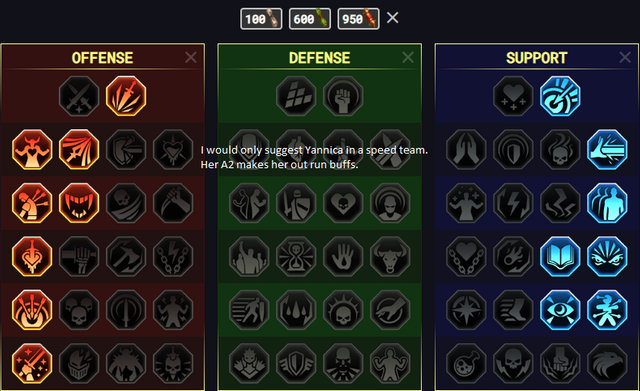 100 600 950
OFFENSE DEFENSE SUPPORT
I would only suggest Yannica in a speed team.
Her A2 makes her out run buffs.